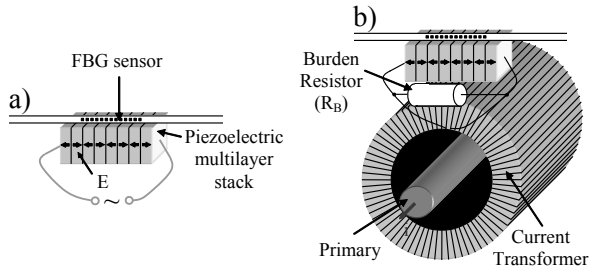 a)
FBG sensor
E
~
Piezoelectric
multilayer
stack
b)
Burden
Resistor
(R_B)
Primary
I
Current
Transformer